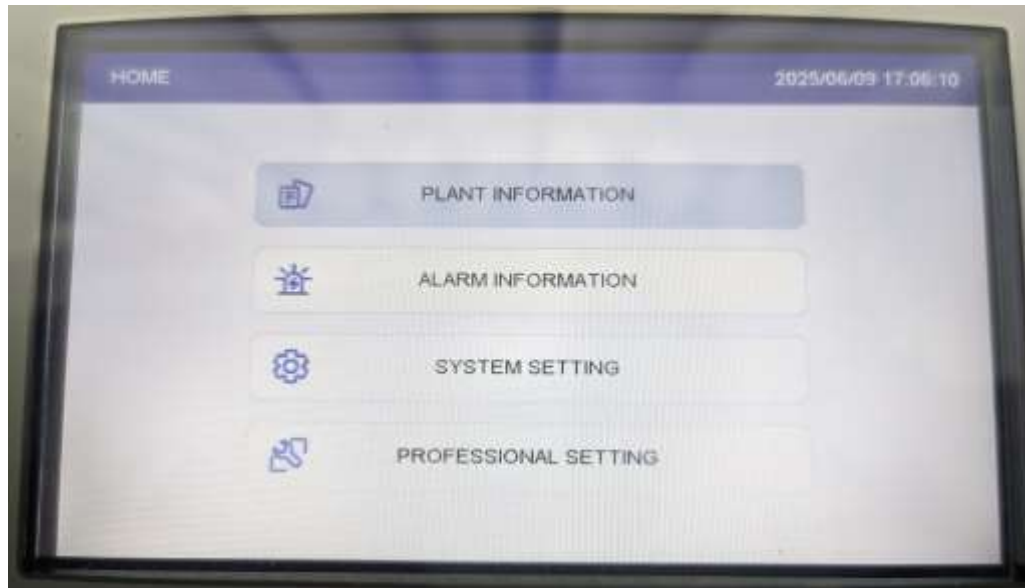 HOME
2025/06/09 17:06:10
PLANT INFORMATION
ALARM INFORMATION
SYSTEM SETTING
PROFESSIONAL SETTING